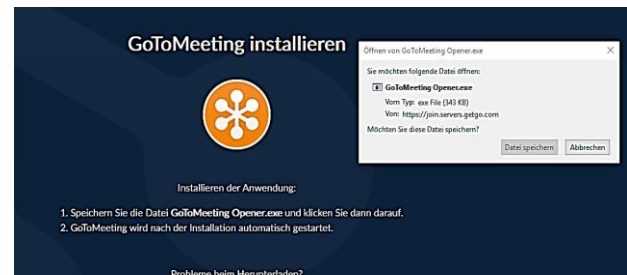 GoToMeeting installieren
Installieren der Anwendung:
1. Speichern Sie die Datei GoToMeeting Opener.exe und klicken Sie dann darauf.
2. GoToMeeting wird nach der Installation automatisch gestartet.
Probleme beim Herunterladen?
Öffnen von GoToMeeting Opener.exe
Sie möchten folgende Datei öffnen:
GoToMeeting Opener.exe
Vom Typ: exe File (343 KB)
Von: https://join.servers.getgo.com
Möchten Sie diese Datei speichern?
Datei speichern Abbrechen